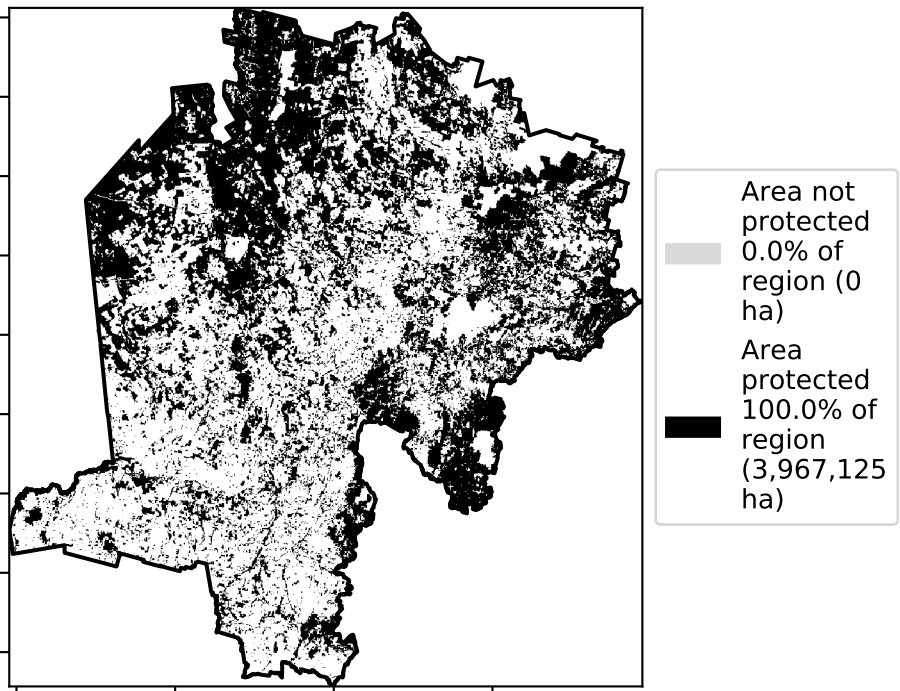 Area not
protected
0.0% of
region (0
ha)
Area
protected
100.0% of
region
(3,967,125
ha)